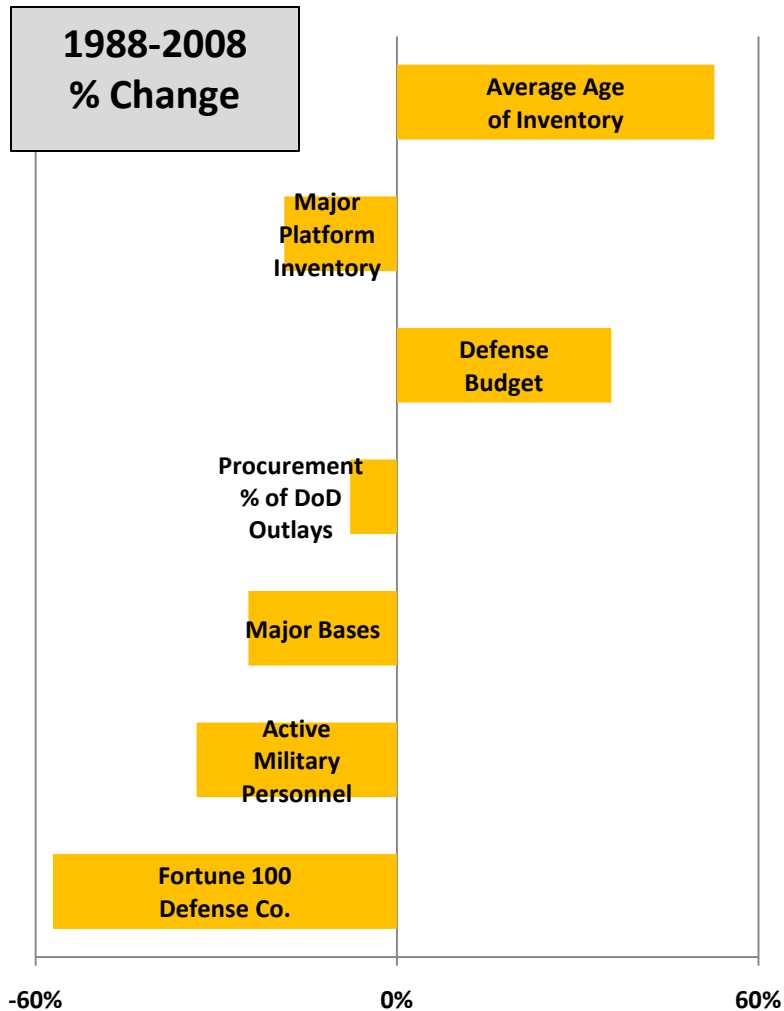 1988-2008
% Change
Average Age
of Inventory
Major
Platform
Inventory
Defense
Budget
Procurement
% of DoD
Outlays
Major Bases
Active
Military
Personnel
Fortune 100
Defense Co.
-60%
0%
60%